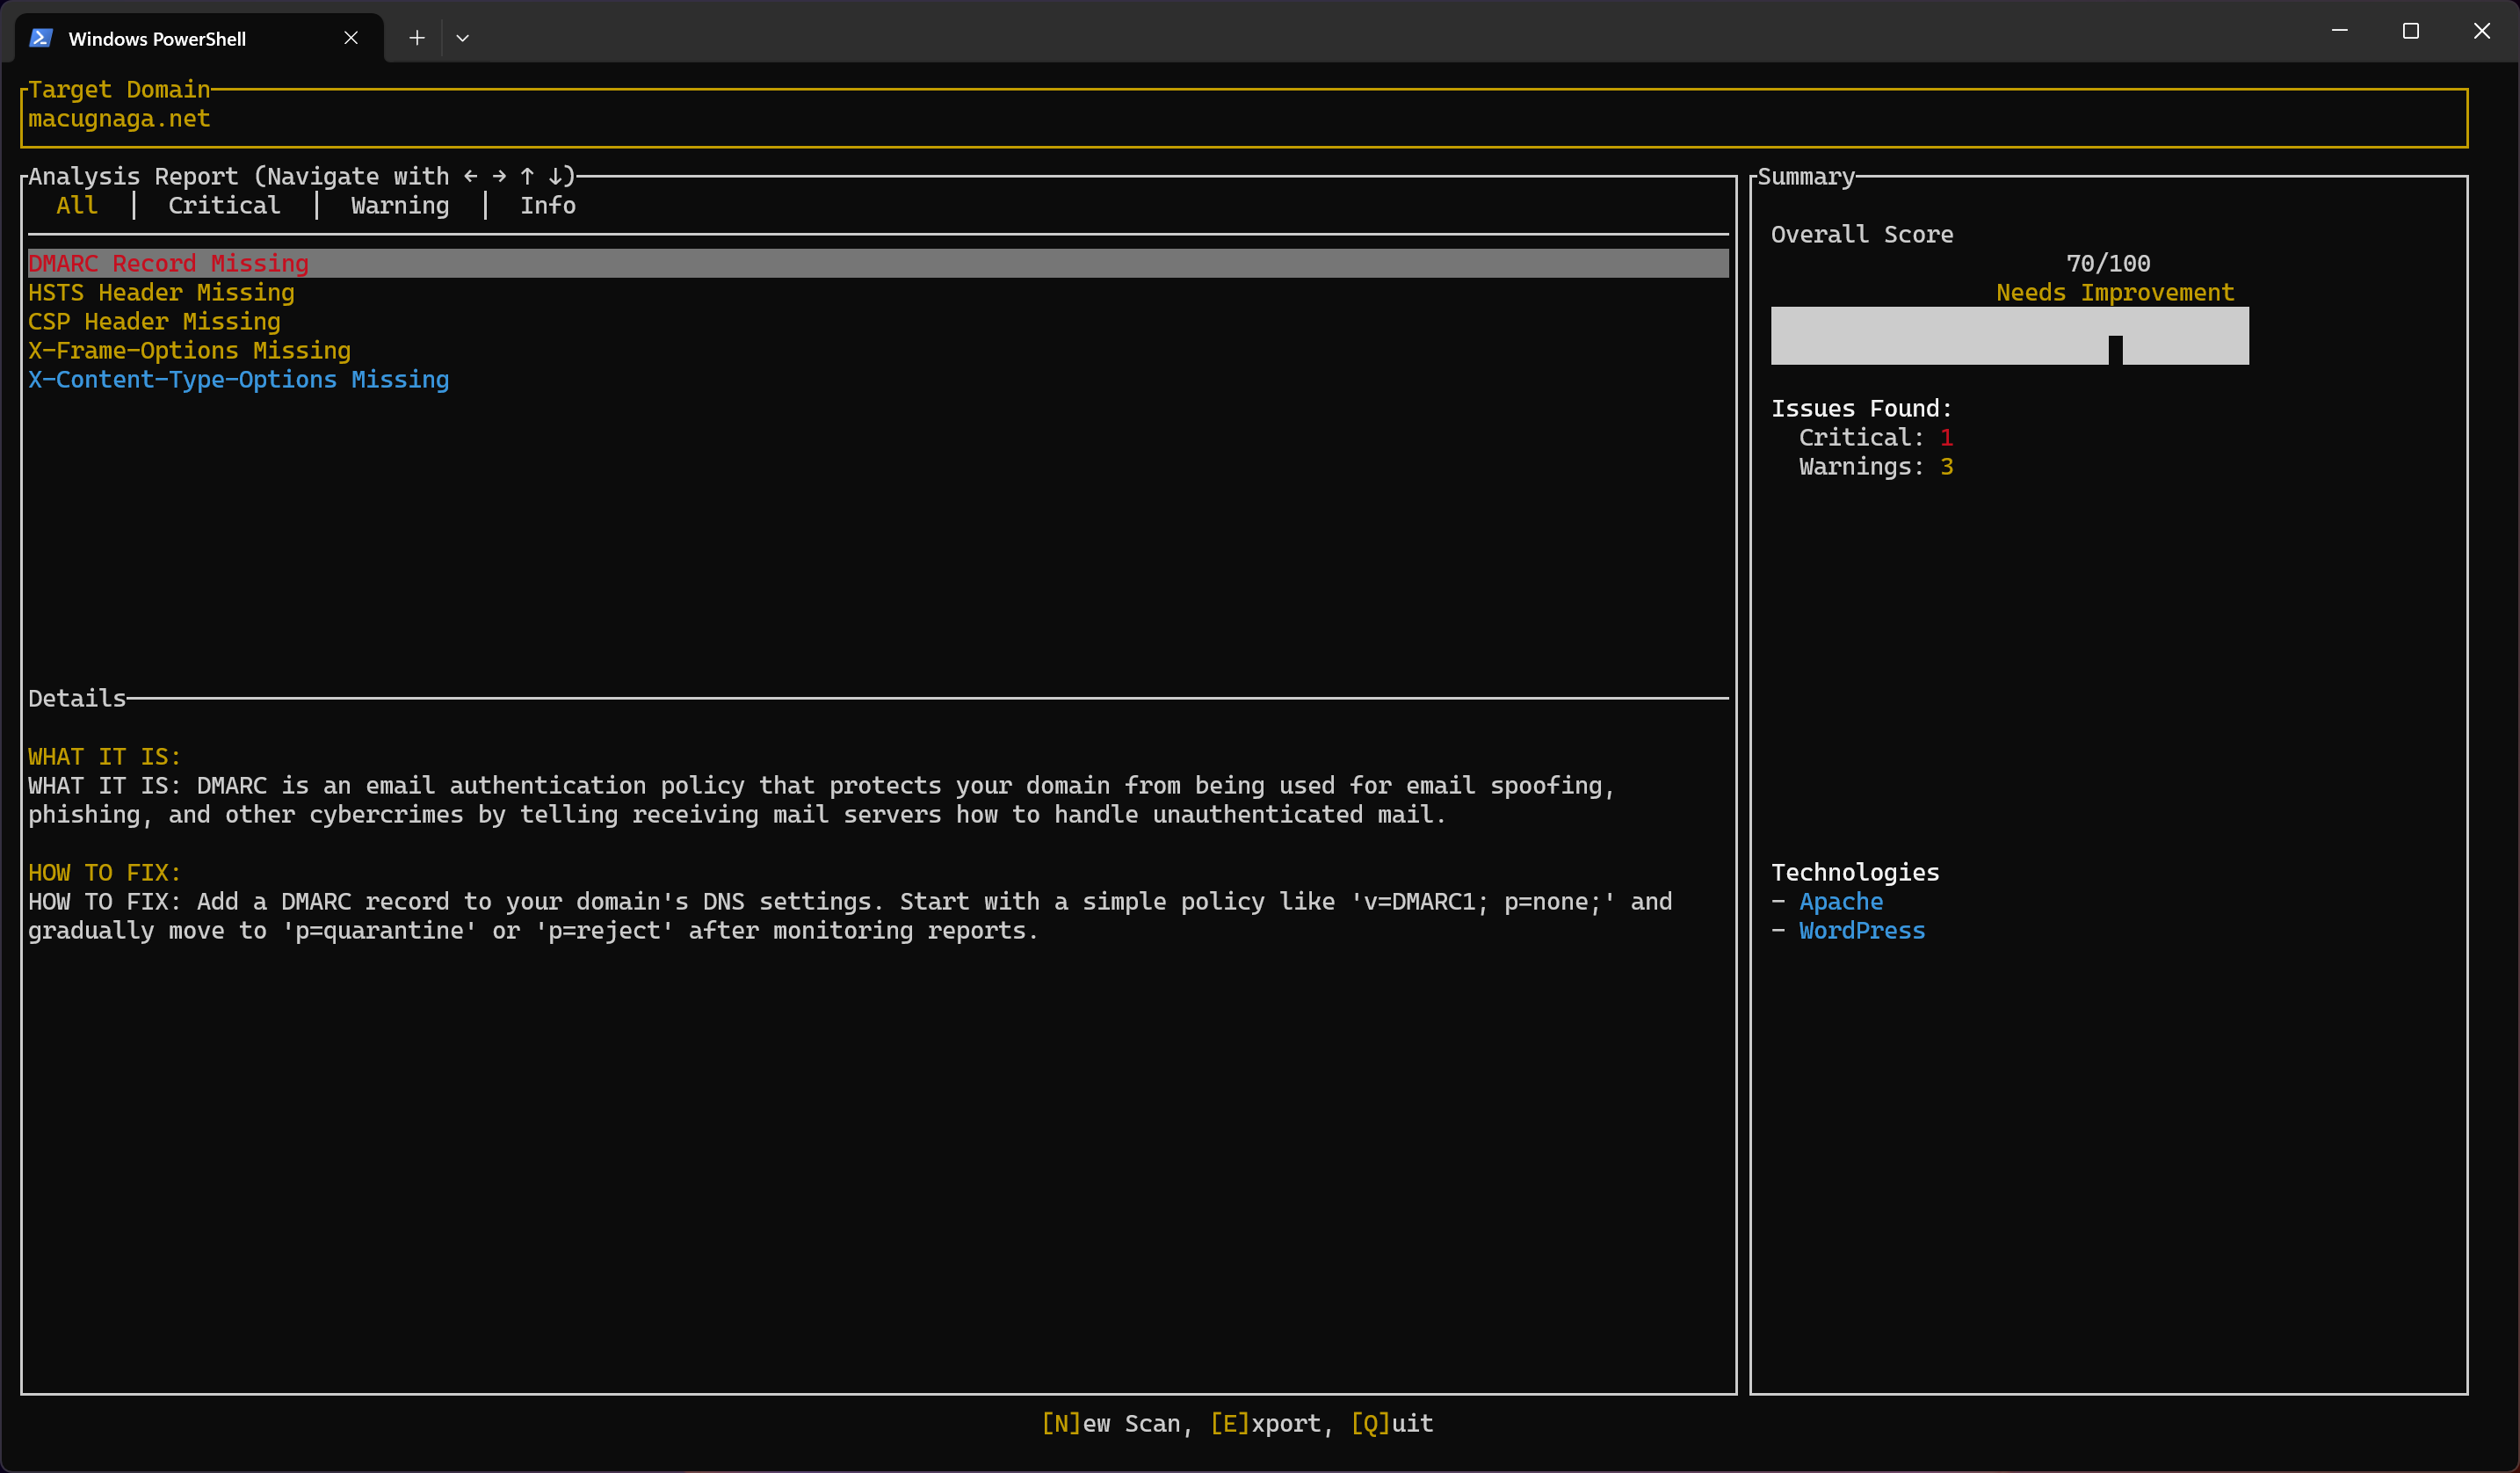 Windows PowerShell
Target Domain
macugnaga.net
Analysis Report (Navigate with ← → ↑ ↓)
All │ Critical │ Warning │ Info
DMARC Record Missing
HSTS Header Missing
CSP Header Missing
X-Frame-Options Missing
X-Content-Type-Options Missing
Details
WHAT IT IS:
WHAT IT IS: DMARC is an email authentication policy that protects your domain from being used for email spoofing,
phishing, and other cybercrimes by telling receiving mail servers how to handle unauthenticated mail.
HOW TO FIX:
HOW TO FIX: Add a DMARC record to your domain's DNS settings. Start with a simple policy like 'v=DMARC1; p=none;' and
gradually move to 'p=quarantine' or 'p=reject' after monitoring reports.
Summary
Overall Score
70/100
Needs Improvement
Issues Found:
Critical: 1
Warnings: 3
Technologies
- Apache
- WordPress
[N]ew Scan, [E]xport, [Q]uit